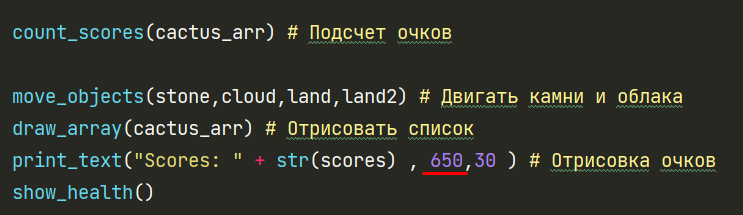 count_scores(cactus_arr) # Подсчет очков
move_objects(stone,cloud,land,land2) # Двигать камни и облака
draw_array(cactus_arr) # Отрисовать список
print_text("Scores: " + str(scores) , 650,30 ) # Отрисовка очков
show_health()